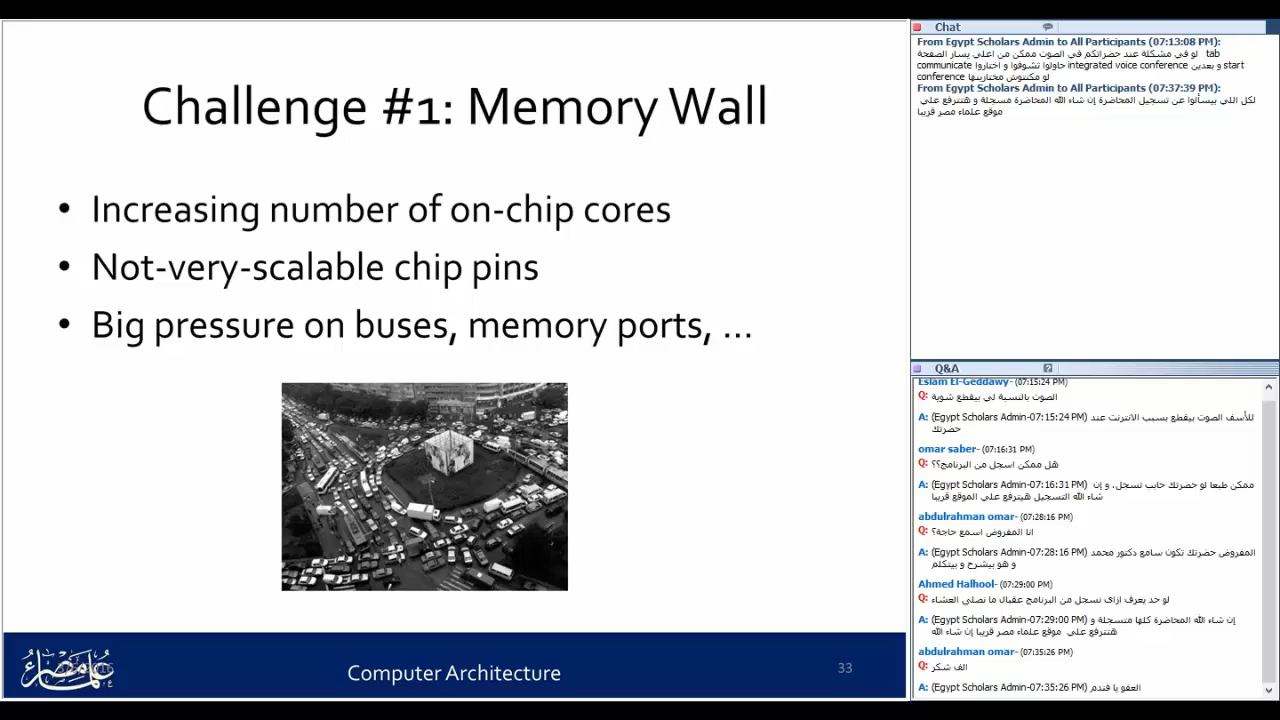 Challenge #1: Memory Wall
• Increasing number of on-chip cores
• Not-very-scalable chip pins
• Big pressure on buses, memory ports, ...
علماء مصر
Computer Architecture
33
Chat
From Egypt Scholars Admin to All Participants (07:13:08 PM):
لو في مشكلة عند حضراتكم في الصوت ممكن من اعلي يسار الصفحة tab
communicate حاولوا تشوفوا و اختاروا integrated voice conference و بعدين start
conference لو مكنتوش مختارينها
From Egypt Scholars Admin to All Participants (07:37:39 PM):
لكل اللي بيسألوا عن تسجيل المحاضرة إن شاء الله المحاضرة مسجلة و هتترفع على
موقع علماء مصر قريبا
Q&A
Eslam El-Geddawy- (07:15:24 PM)
Q: الصوت بالنسبة لي بيقطع شوية
A: (Egypt Scholars Admin-07:15:24 PM) للأسف الصوت بيقطع بسبب الانترنت عند
حضرتك
omar saber- (07:16:31 PM)
Q: هل ممكن اسجل من البرنامج؟؟
A: (Egypt Scholars Admin-07:16:31 PM) ممكن طبعا لو حضرتك حابب تسجل، و إن
شاء الله التسجيل هيترفع على الموقع قريبا
abdulrahman omar- (07:28:16 PM)
Q: انا المفروض اسمع حاجة؟
A: (Egypt Scholars Admin-07:28:16 PM) المفروض حضرتك تكون سامع دكتور محمد
و هو بيشرح و بيتكلم
Ahmed Halhool- (07:29:00 PM)
Q: لو حد يعرف ازاى نسجل من البرنامج عقبال ما نصلى العشاء
A: (Egypt Scholars Admin-07:29:00 PM) إن شاء الله المحاضرة كلها متسجلة و
هتترفع على موقع علماء مصر قريبا إن شاء الله
abdulrahman omar- (07:35:26 PM)
Q: الف شكر
A: (Egypt Scholars Admin-07:35:26 PM) العفو يا فندم